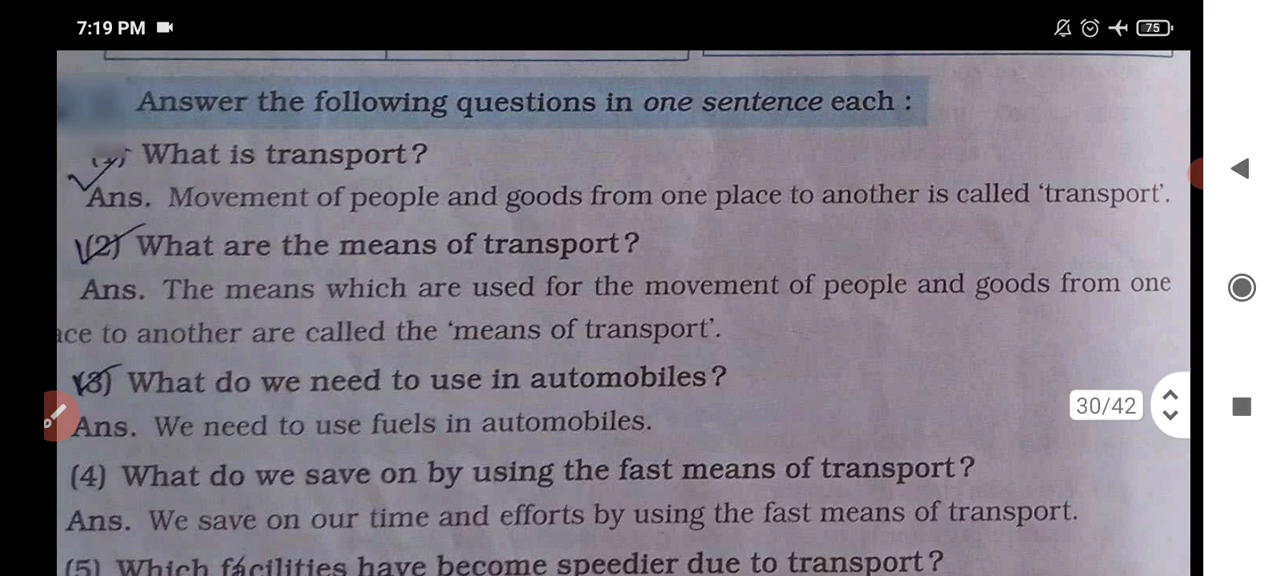 7:19 PM
75
Answer the following questions in one sentence each :
What is transport?
Ans. Movement of people and goods from one place to another is called ‘transport’.
(2) What are the means of transport?
Ans. The means which are used for the movement of people and goods from one
ace to another are called the ‘means of transport’.
(3) What do we need to use in automobiles?
Ans. We need to use fuels in automobiles.
30/42
(4) What do we save on by using the fast means of transport?
Ans. We save on our time and efforts by using the fast means of transport.
(5) Which facilities have become speedier due to transport?